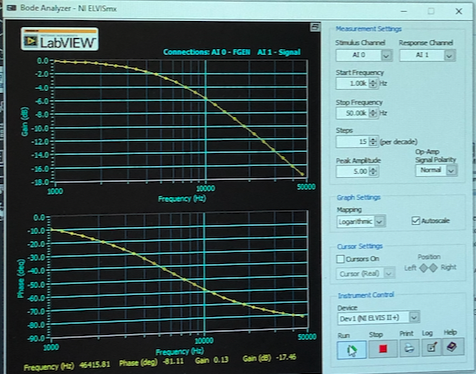 Bode Analyzer - NI ELVISmx
LabVIEW
Connections: AI 0 - FGEN AI 1 - Signal
Gain (dB)
0.0
-2.0
-4.0
-6.0
-8.0
-10.0
-12.0
-14.0
-16.0
-18.0
1000
10000
50000
Frequency (Hz)
Phase (deg)
0.0
-10.0
-20.0
-30.0
-40.0
-50.0
-60.0
-70.0
-80.0
-90.0
1000
10000
50000
Frequency (Hz)
Frequency (Hz) 46415.81 Phase (deg) -81.11 Gain 0.13 Gain (dB) -17.46
Measurement Settings
Stimulus Channel
AI 0
Response Channel
AI 1
Start Frequency
1.00k Hz
Stop Frequency
50.00k Hz
Steps
15 (per decade)
Peak Amplitude
5.00
Op-Amp
Signal Polarity
Normal
Graph Settings
Mapping
Logarithmic
Autoscale
Cursor Settings
Cursors On
Cursor (Real)
Position
Left Right
Instrument Control
Device
Dev1 (NI ELVIS II+)
Run Stop Print Log Help